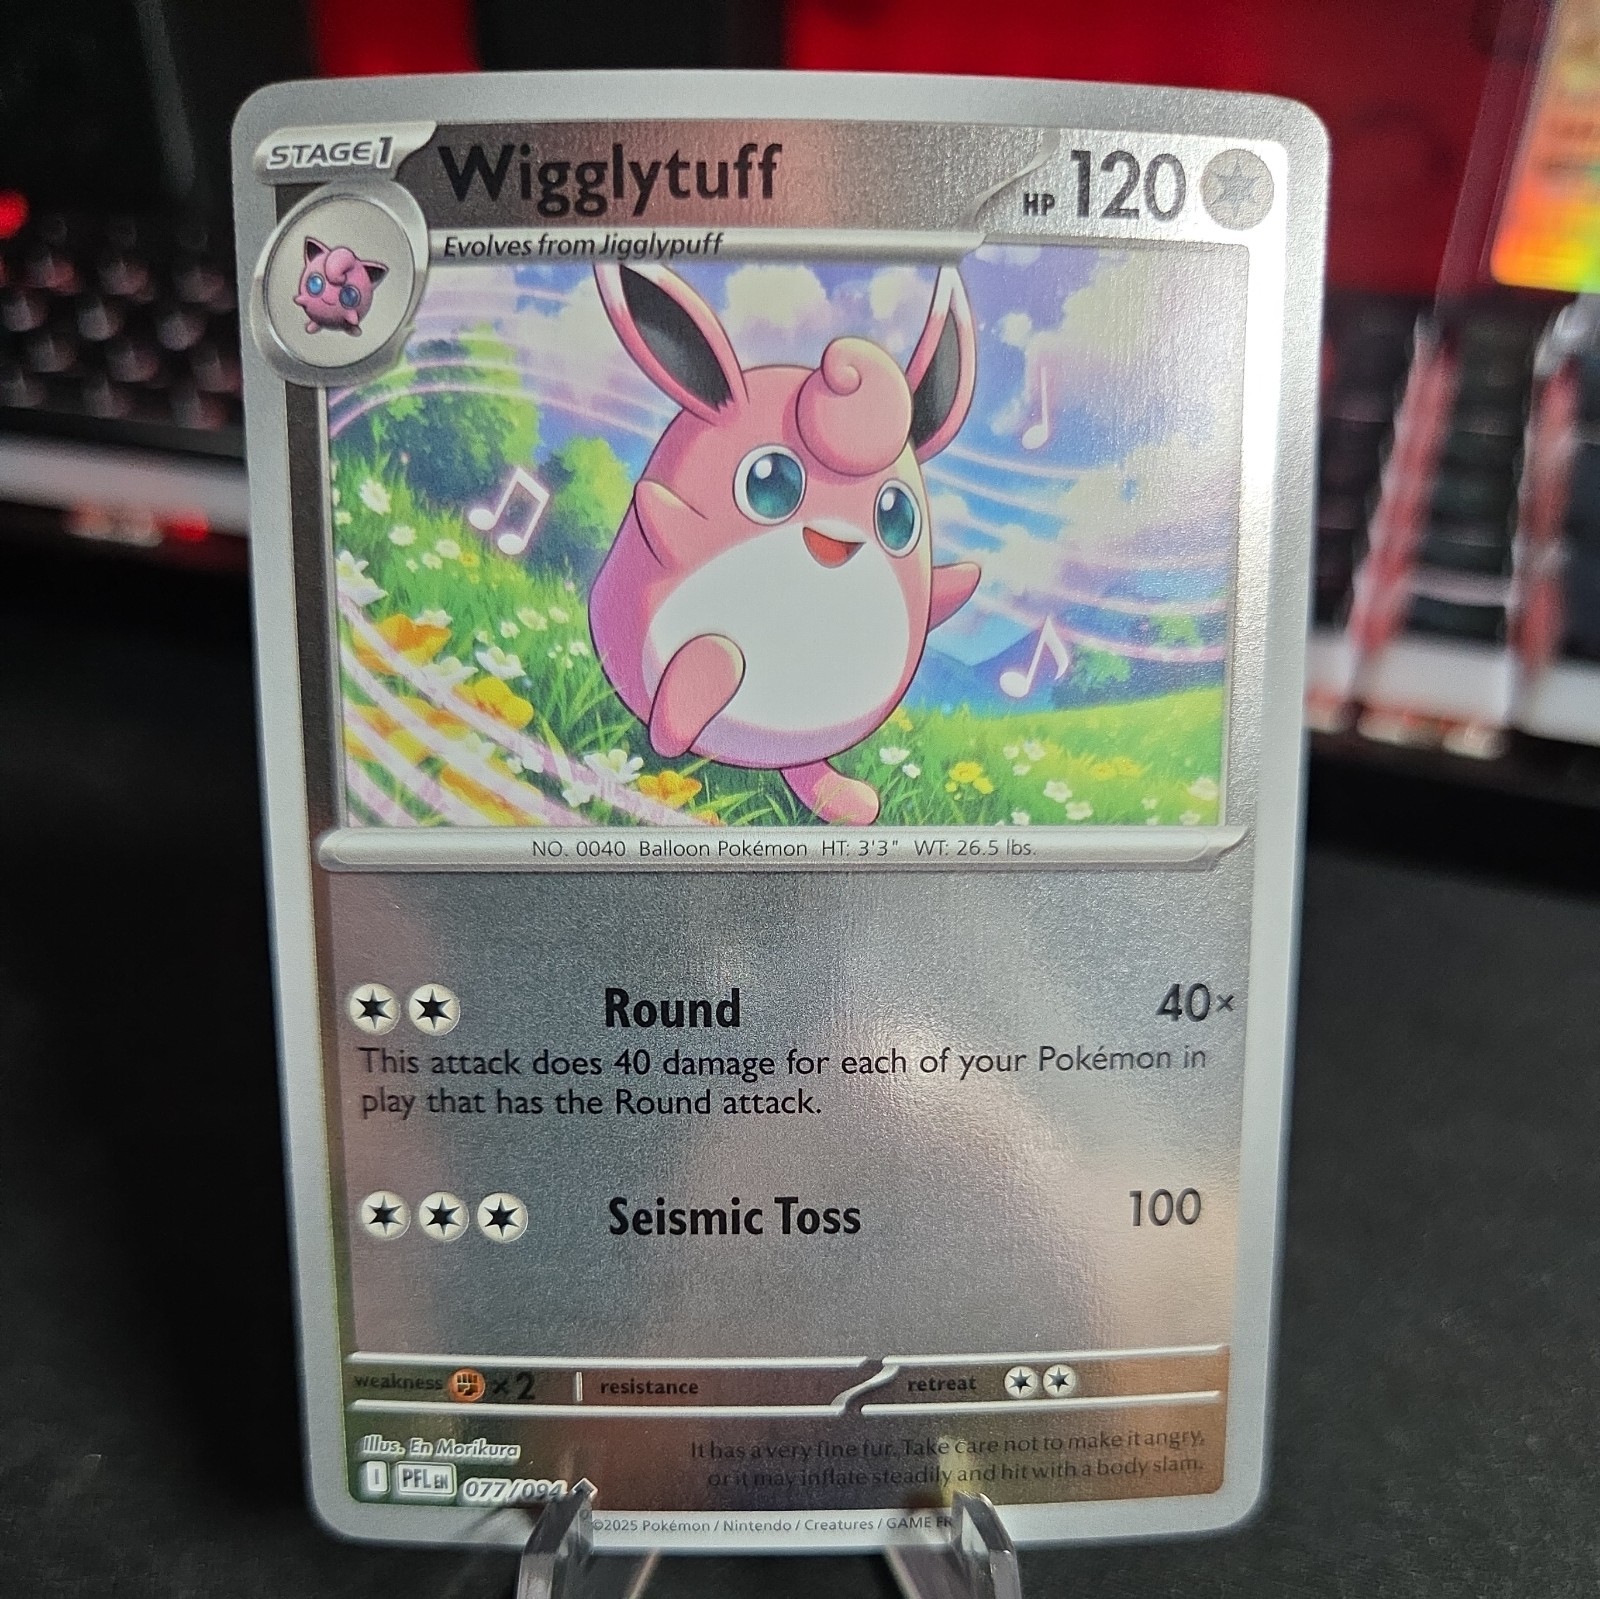 STAGE 1
Wigglytuff
HP 120
Evolves from Jigglypuff
NO. 0040 Balloon Pokémon HT: 3'3" WT: 26.5 lbs.
Round 40×
This attack does 40 damage for each of your Pokémon in
play that has the Round attack.
Seismic Toss 100
weakness ×2 resistance retreat
Illus. En Morikura
It has a very fine fur. Take care not to make it angry,
or it may inflate steadily and hit with a body slam.
I PFL EN 077/094
©2025 Pokémon / Nintendo / Creatures / GAME FR